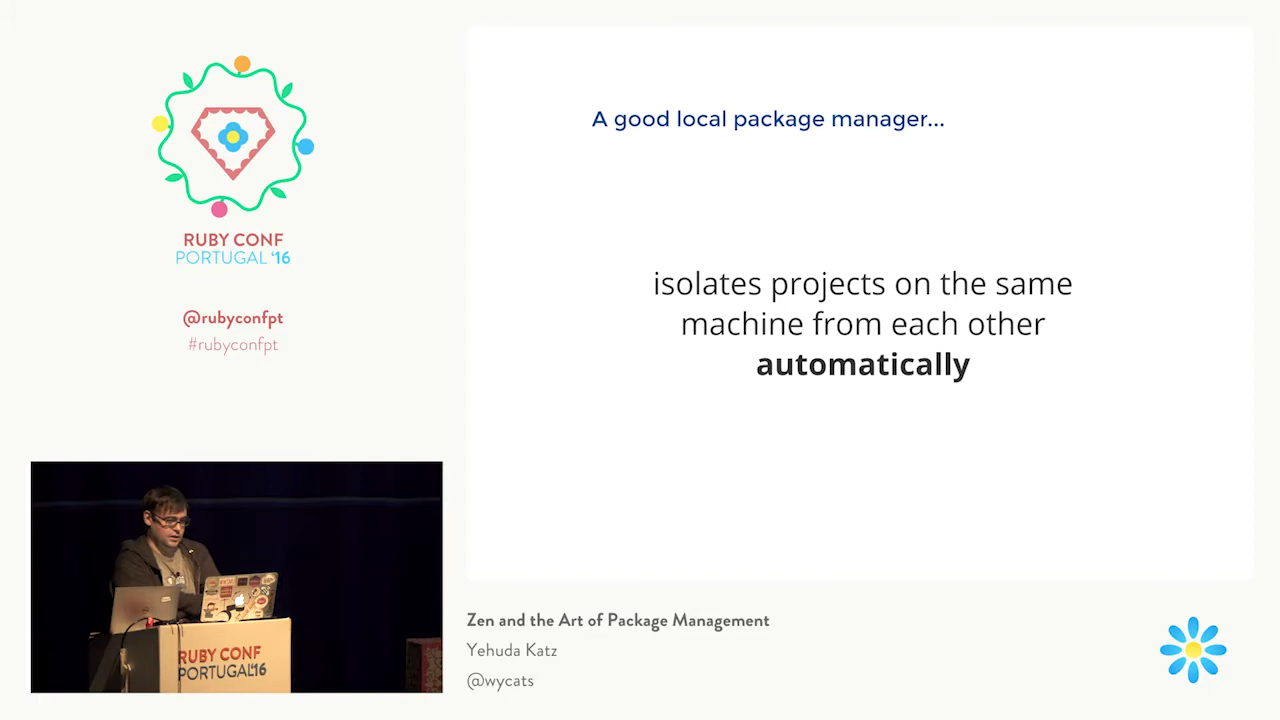 RUBY CONF
PORTUGAL '16
@rubyconfpt
#rubyconfpt
A good local package manager...
isolates projects on the same
machine from each other
automatically
RUBY CONF
PORTUGAL'16
Zen and the Art of Package Management
Yehuda Katz
@wycats